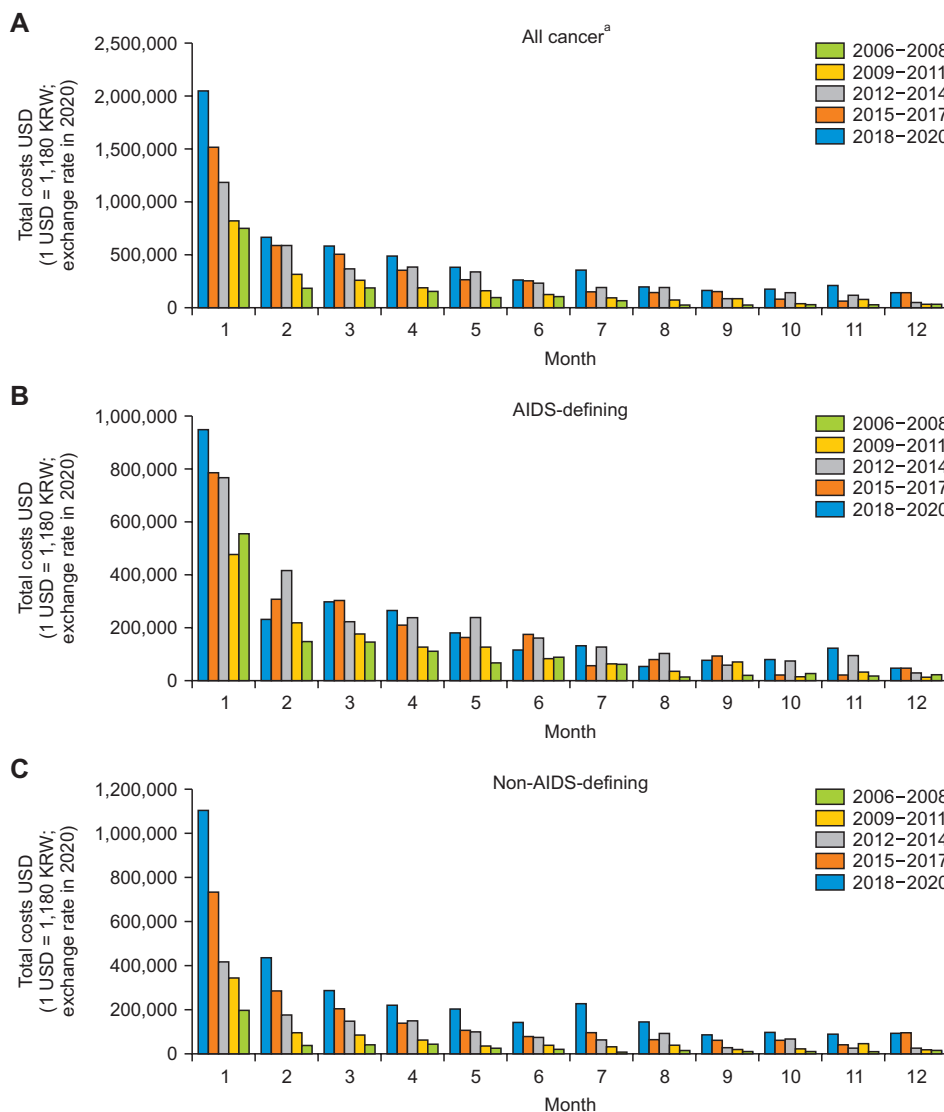 A
All cancerᵃ
Total costs USD
(1 USD = 1,180 KRW;
exchange rate in 2020)
2,500,000
2,000,000
1,500,000
1,000,000
500,000
0
2006−2008
2009−2011
2012−2014
2015−2017
2018−2020
1 2 3 4 5 6 7 8 9 10 11 12
Month
B
AIDS-defining
Total costs USD
(1 USD = 1,180 KRW;
exchange rate in 2020)
1,000,000
800,000
600,000
400,000
200,000
0
2006−2008
2009−2011
2012−2014
2015−2017
2018−2020
1 2 3 4 5 6 7 8 9 10 11 12
Month
C
Non-AIDS-defining
Total costs USD
(1 USD = 1,180 KRW;
exchange rate in 2020)
1,200,000
1,000,000
800,000
600,000
400,000
200,000
0
2006−2008
2009−2011
2012−2014
2015−2017
2018−2020
1 2 3 4 5 6 7 8 9 10 11 12
Month